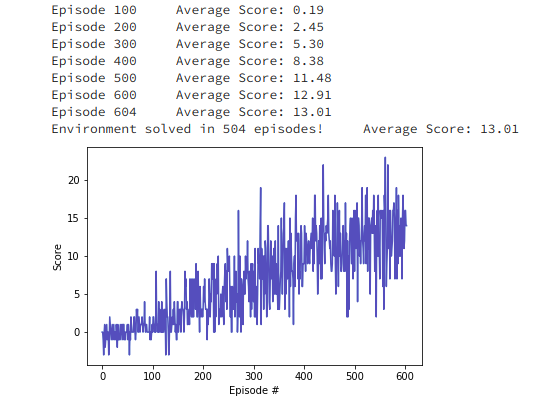 Episode 100 Average Score: 0.19
Episode 200 Average Score: 2.45
Episode 300 Average Score: 5.30
Episode 400 Average Score: 8.38
Episode 500 Average Score: 11.48
Episode 600 Average Score: 12.91
Episode 604 Average Score: 13.01
Environment solved in 504 episodes! Average Score: 13.01
20
15
10
5
0
Score
0 100 200 300 400 500 600
Episode #